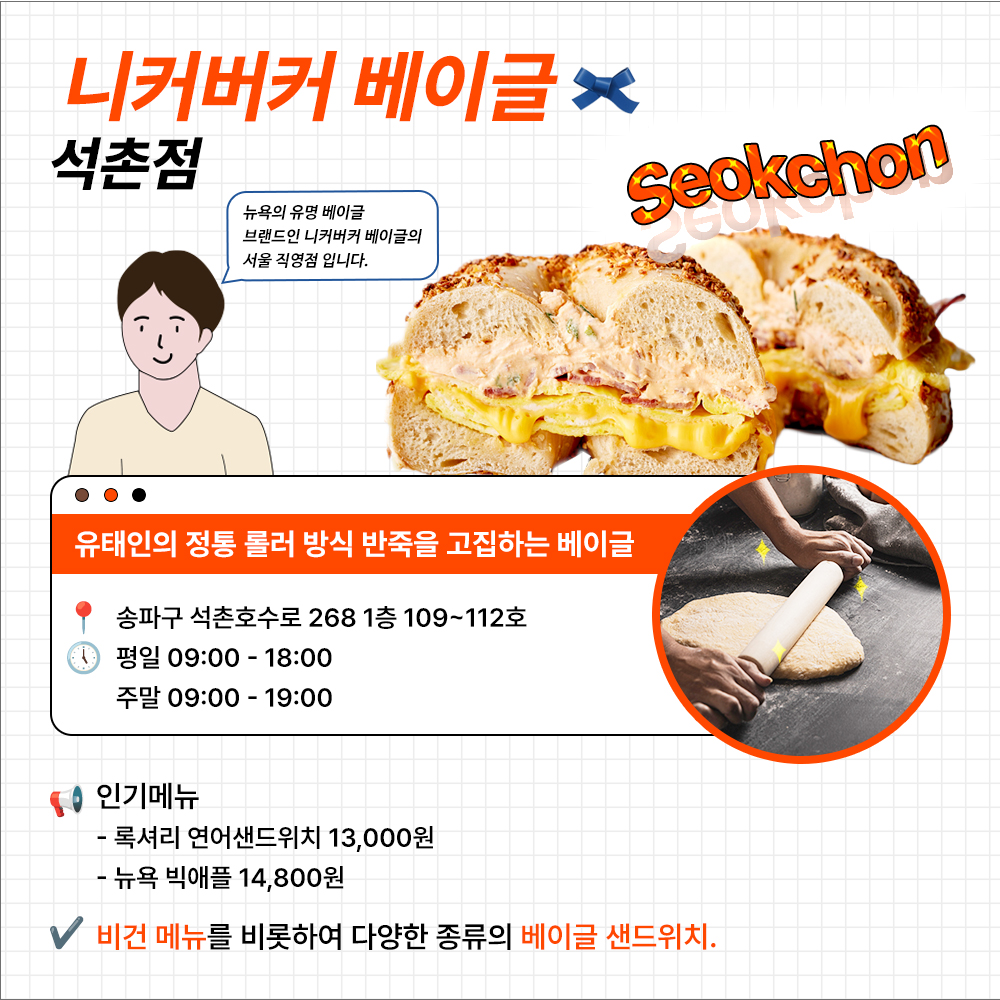 니커버커 베이글
석촌점
Seokchon
뉴욕의 유명 베이글
브랜드인 니커버커 베이글의
서울 직영점 입니다.
유태인의 정통 롤러 방식 반죽을 고집하는 베이글
송파구 석촌호수로 268 1층 109~112호
평일 09:00 - 18:00
주말 09:00 - 19:00
인기메뉴
- 록셔리 연어샌드위치 13,000원
- 뉴욕 빅애플 14,800원
비건 메뉴를 비롯하여 다양한 종류의 베이글 샌드위치.